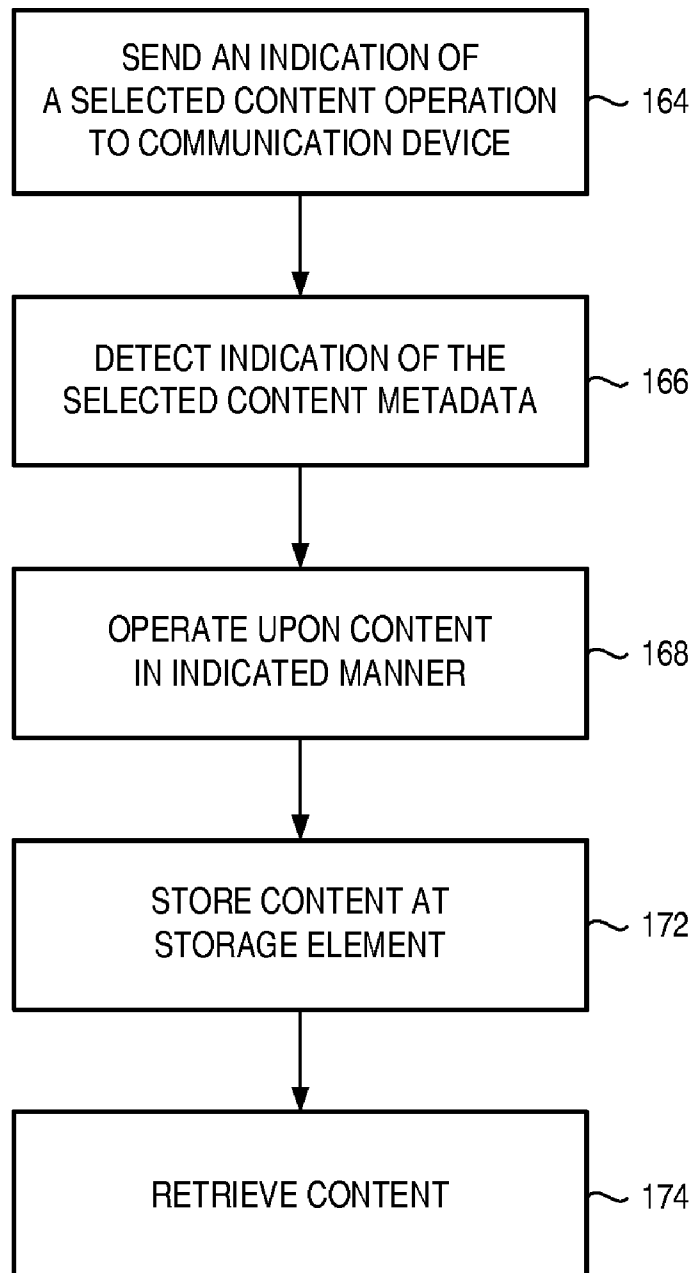 SEND AN INDICATION OF
A SELECTED CONTENT OPERATION
TO COMMUNICATION DEVICE
164
DETECT INDICATION OF THE
SELECTED CONTENT METADATA
166
OPERATE UPON CONTENT
IN INDICATED MANNER
168
STORE CONTENT AT
STORAGE ELEMENT
172
RETRIEVE CONTENT
174